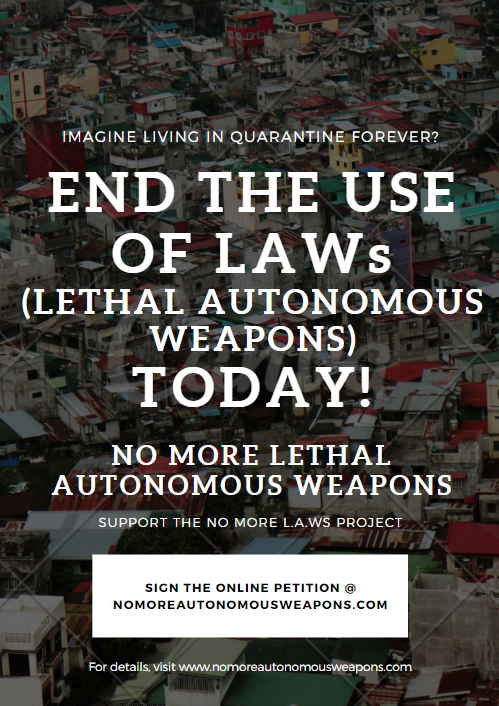 IMAGINE LIVING IN QUARANTINE FOREVER?
END THE USE
OF LAWs
(LETHAL AUTONOMOUS
WEAPONS)
TODAY!
NO MORE LETHAL
AUTONOMOUS WEAPONS
SUPPORT THE NO MORE L.A.WS PROJECT
SIGN THE ONLINE PETITION @
NOMOREAUTONOMOUSWEAPONS.COM
For details, visit www.nomoreautonomousweapons.com